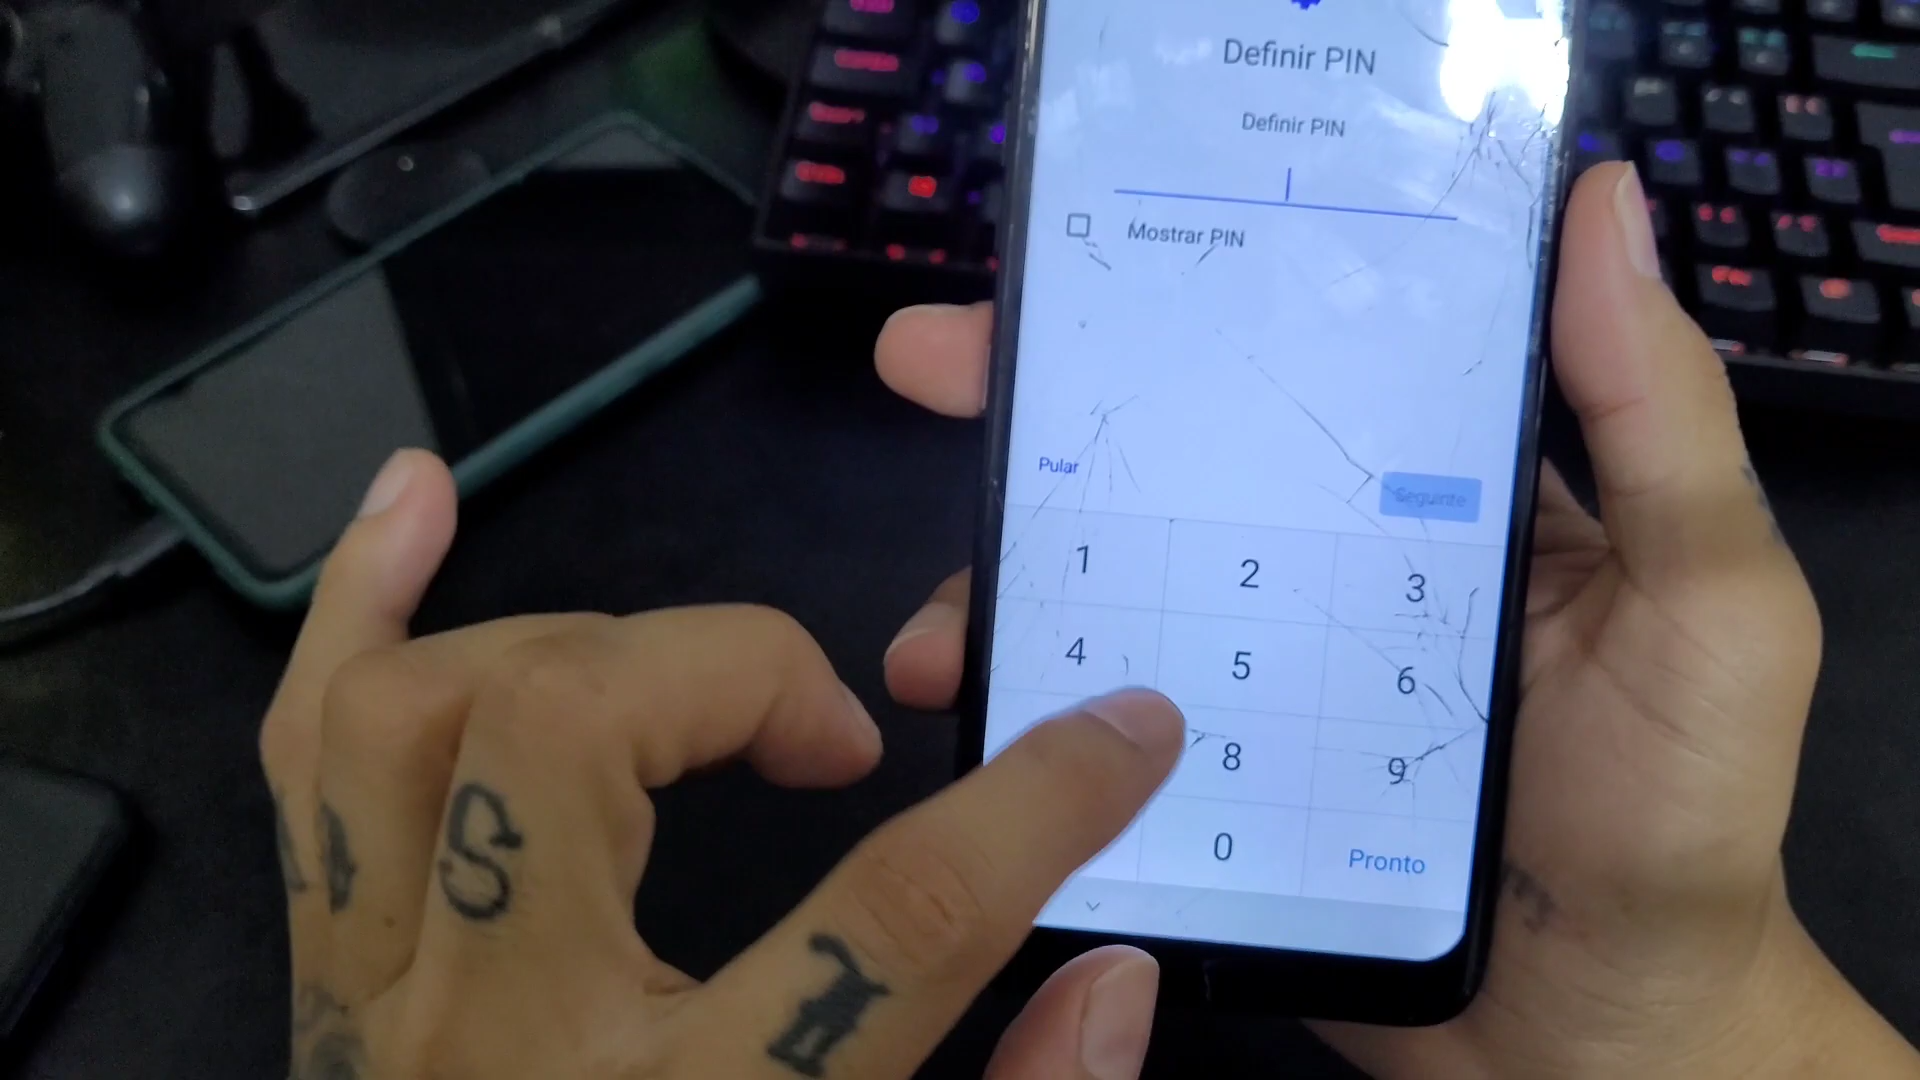 Definir PIN
Definir PIN
Mostrar PIN
Pular
Seguinte
1 2 3
4 5 6
8 9
0 Pronto
S